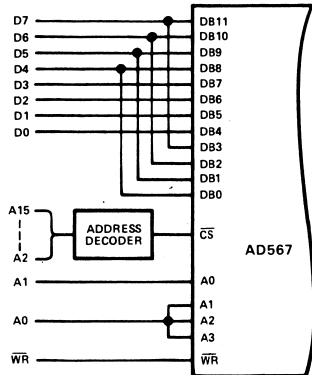 D7 DB11
D6 DB10
D5 DB9
D4 DB8
D3 DB7
D2 DB6
D1 DB5
D0 DB4
DB3
DB2
DB1
DB0
A15
ADDRESS
DECODER
CS
A2
AD567
A1 A0
A1
A0 A2
A3
WR WR